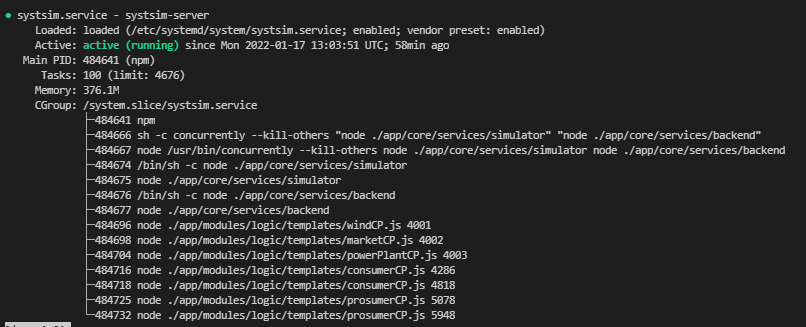 ● systsim.service - systsim-server
Loaded: loaded (/etc/systemd/system/systsim.service; enabled; vendor preset: enabled)
Active: active (running) since Mon 2022-01-17 13:03:51 UTC; 58min ago
Main PID: 484641 (npm)
Tasks: 100 (limit: 4676)
Memory: 376.1M
CGroup: /system.slice/systsim.service
├─484641 npm
├─484666 sh -c concurrently --kill-others "node ./app/core/services/simulator" "node ./app/core/services/backend"
├─484667 node /usr/bin/concurrently --kill-others node ./app/core/services/simulator node ./app/core/services/backend
├─484674 /bin/sh -c node ./app/core/services/simulator
├─484675 node ./app/core/services/simulator
├─484676 /bin/sh -c node ./app/core/services/backend
├─484677 node ./app/core/services/backend
├─484696 node ./app/modules/logic/templates/windCP.js 4001
├─484698 node ./app/modules/logic/templates/marketCP.js 4002
├─484704 node ./app/modules/logic/templates/powerPlantCP.js 4003
├─484716 node ./app/modules/logic/templates/consumerCP.js 4286
├─484718 node ./app/modules/logic/templates/consumerCP.js 4818
├─484725 node ./app/modules/logic/templates/prosumerCP.js 5078
└─484732 node ./app/modules/logic/templates/prosumerCP.js 5948